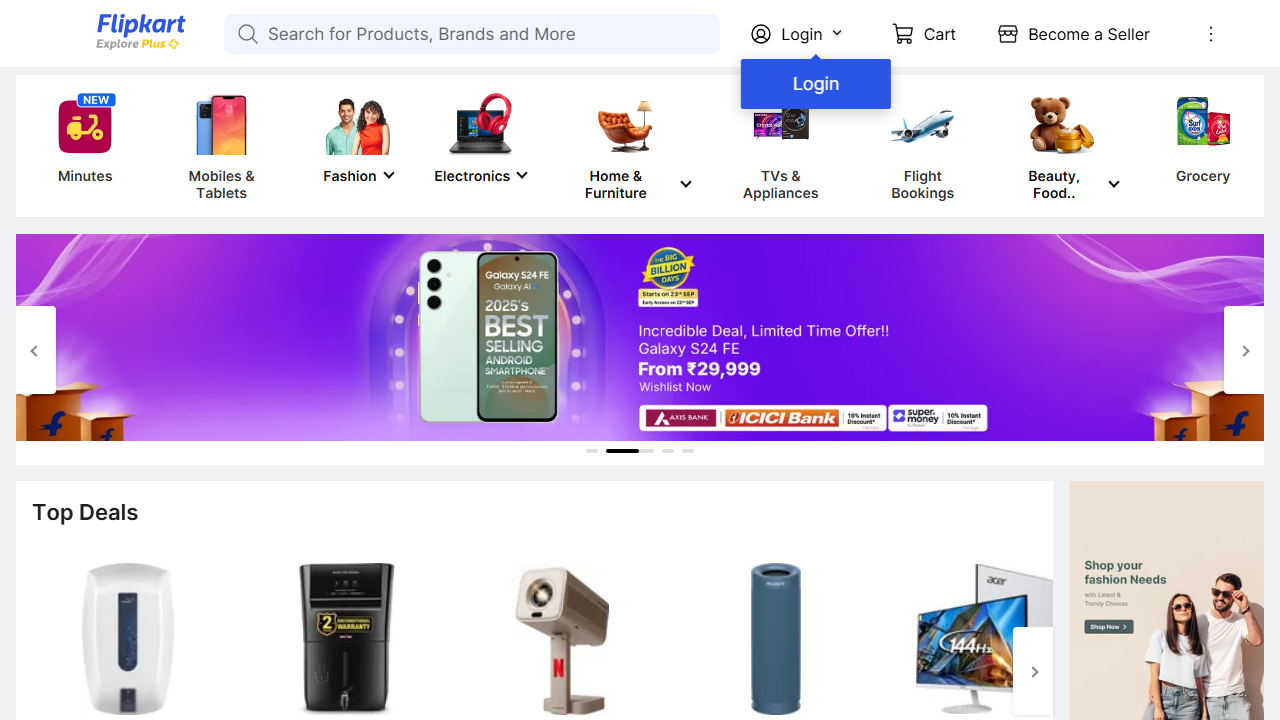 Flipkart
Explore Plus
Search for Products, Brands and More
Login
Cart
Become a Seller
Login
NEW
Minutes
Mobiles &
Tablets
Fashion
Electronics
Home &
Furniture
TVs &
Appliances
Flight
Bookings
Beauty,
Food..
Grocery
Galaxy S24 FE
Galaxy AI
2025's
BEST
SELLING
ANDROID
SMARTPHONE*
THE BIG
BILLION
DAYS
Starts on 23rd SEP
Early Access on 22nd SEP
Incredible Deal, Limited Time Offer!!
Galaxy S24 FE
From ₹29,999
Wishlist Now
AXIS BANK
ICICI Bank
10% Instant
Discount*
super.
money
10% Instant
Discount*
Top Deals
2
UNCONDITIONAL
WARRANTY
N
SONY
acer
144Hz
Shop your
fashion Needs
with Latest &
Trendy Choices
Shop Now